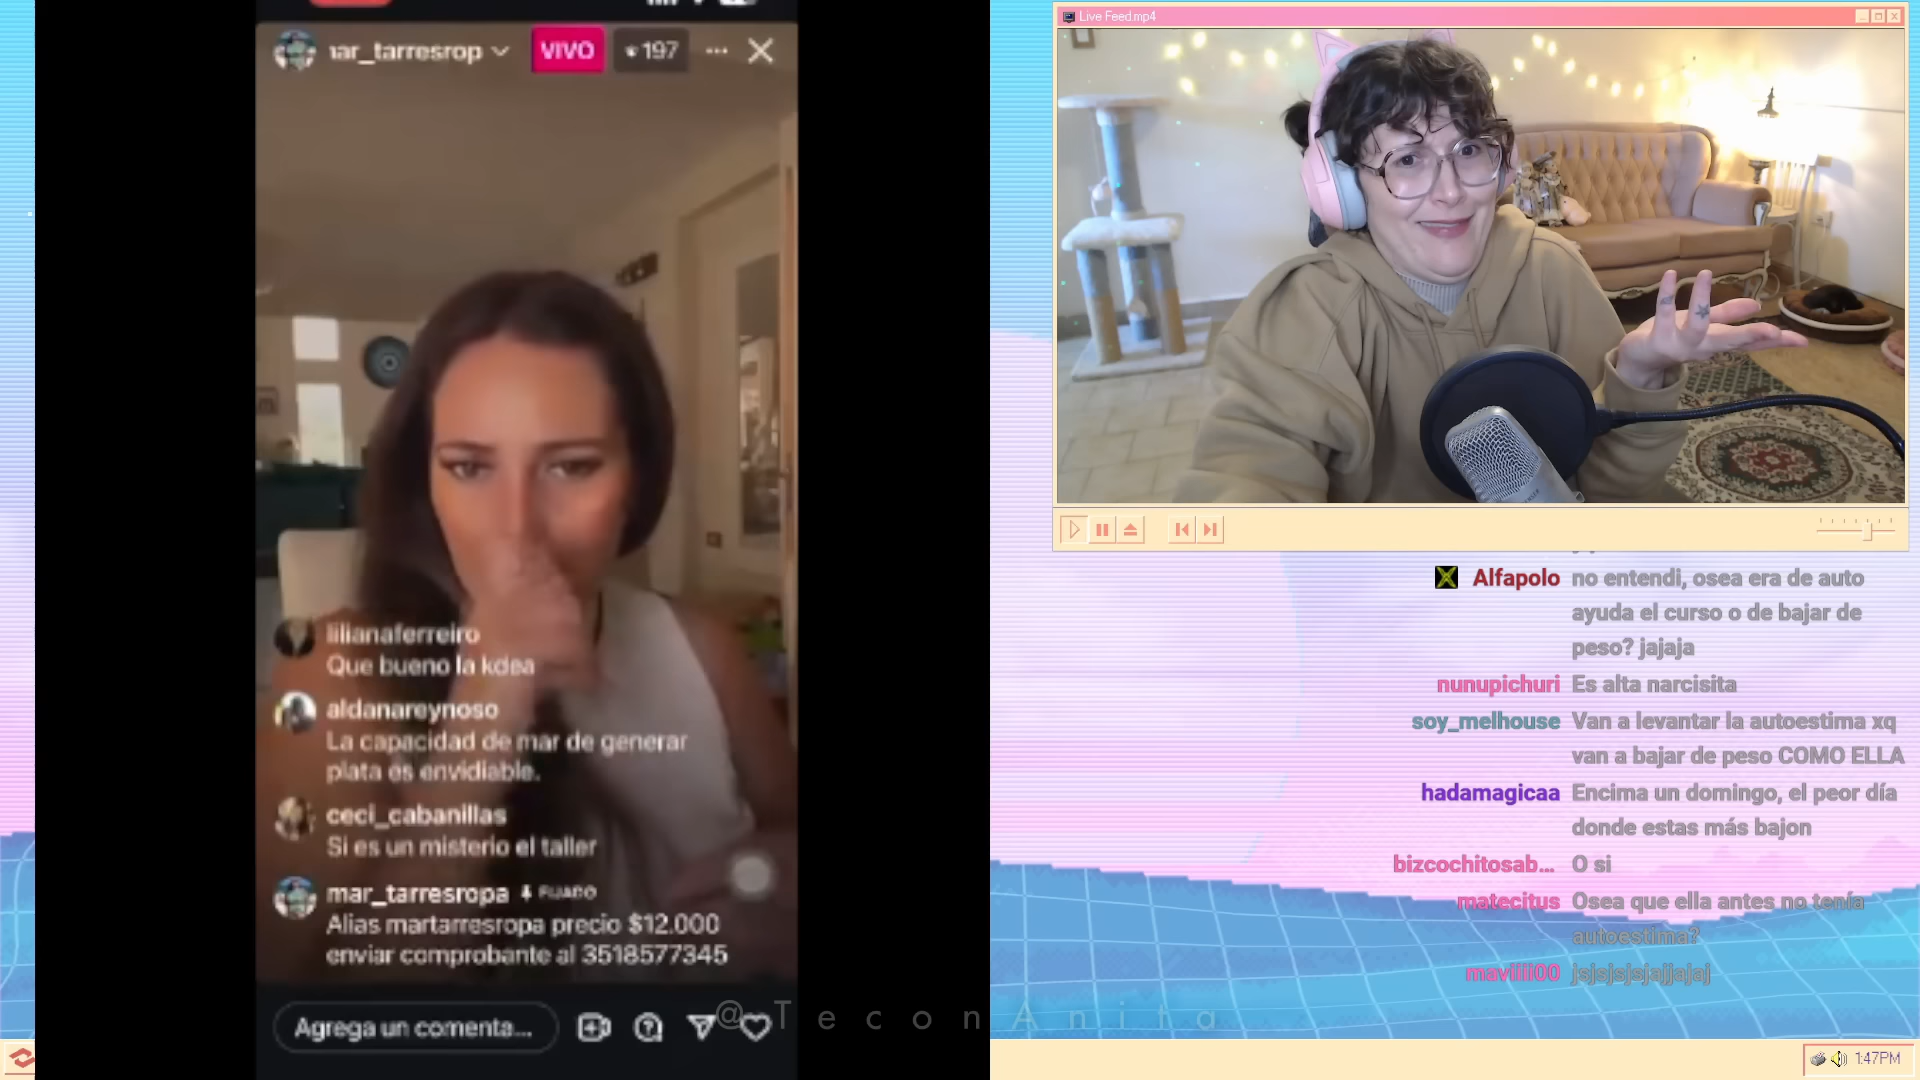 mar_tarresrop
VIVO
197
lilianaferreiro
Que bueno la kdea
aldanareynoso
La capacidad de mar de generar
plata es envidiable.
ceci_cabanillas
Si es un misterio el taller
mar_tarresropa FIJADO
Alias martarresropa precio $12.000
enviar comprobante al 3518577345
Agrega un comenta...
@TeconAnita
Live Feed.mp4
Alfapolo no entendi, osea era de auto
ayuda el curso o de bajar de
peso? jajaja
nunupichuri Es alta narcisita
soy_melhouse Van a levantar la autoestima xq
van a bajar de peso COMO ELLA
hadamagicaa Encima un domingo, el peor día
donde estas más bajon
bizcochitosab... O si
matecitus Osea que ella antes no tenía
autoestima?
maviiii00 jsjsjsjsjajjajaj
1:47PM